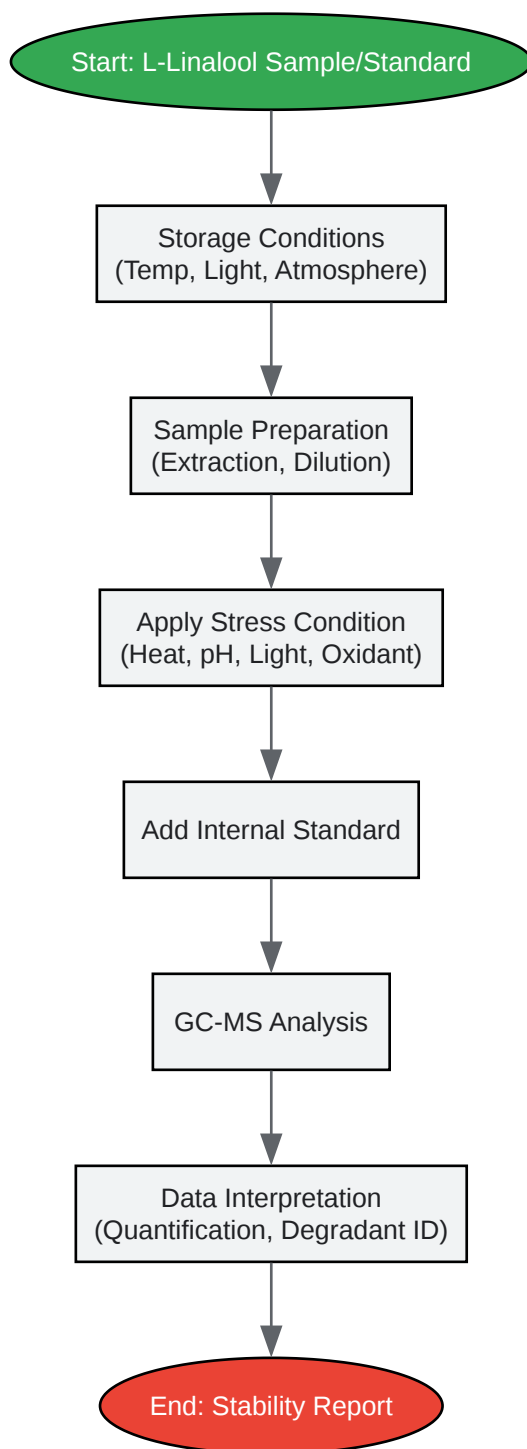 Start: L-Linalool Sample/Standard
Storage Conditions
(Temp, Light, Atmosphere)
Sample Preparation
(Extraction, Dilution)
Apply Stress Condition
(Heat, pH, Light, Oxidant)
Add Internal Standard
GC-MS Analysis
Data Interpretation
(Quantification, Degradant ID)
End: Stability Report